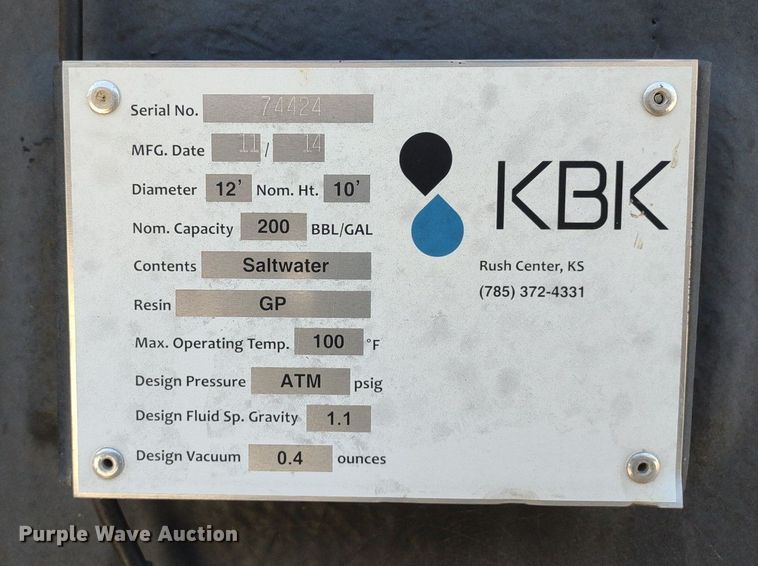 Serial No. 74424
MFG. Date 11 / 14
Diameter 12' Nom. Ht. 10'
Nom. Capacity 200 BBL/GAL
Contents Saltwater
Resin GP
Max. Operating Temp. 100 °F
Design Pressure ATM psig
Design Fluid Sp. Gravity 1.1
Design Vacuum 0.4 ounces
KBK
Rush Center, KS
(785) 372-4331
Purple Wave Auction